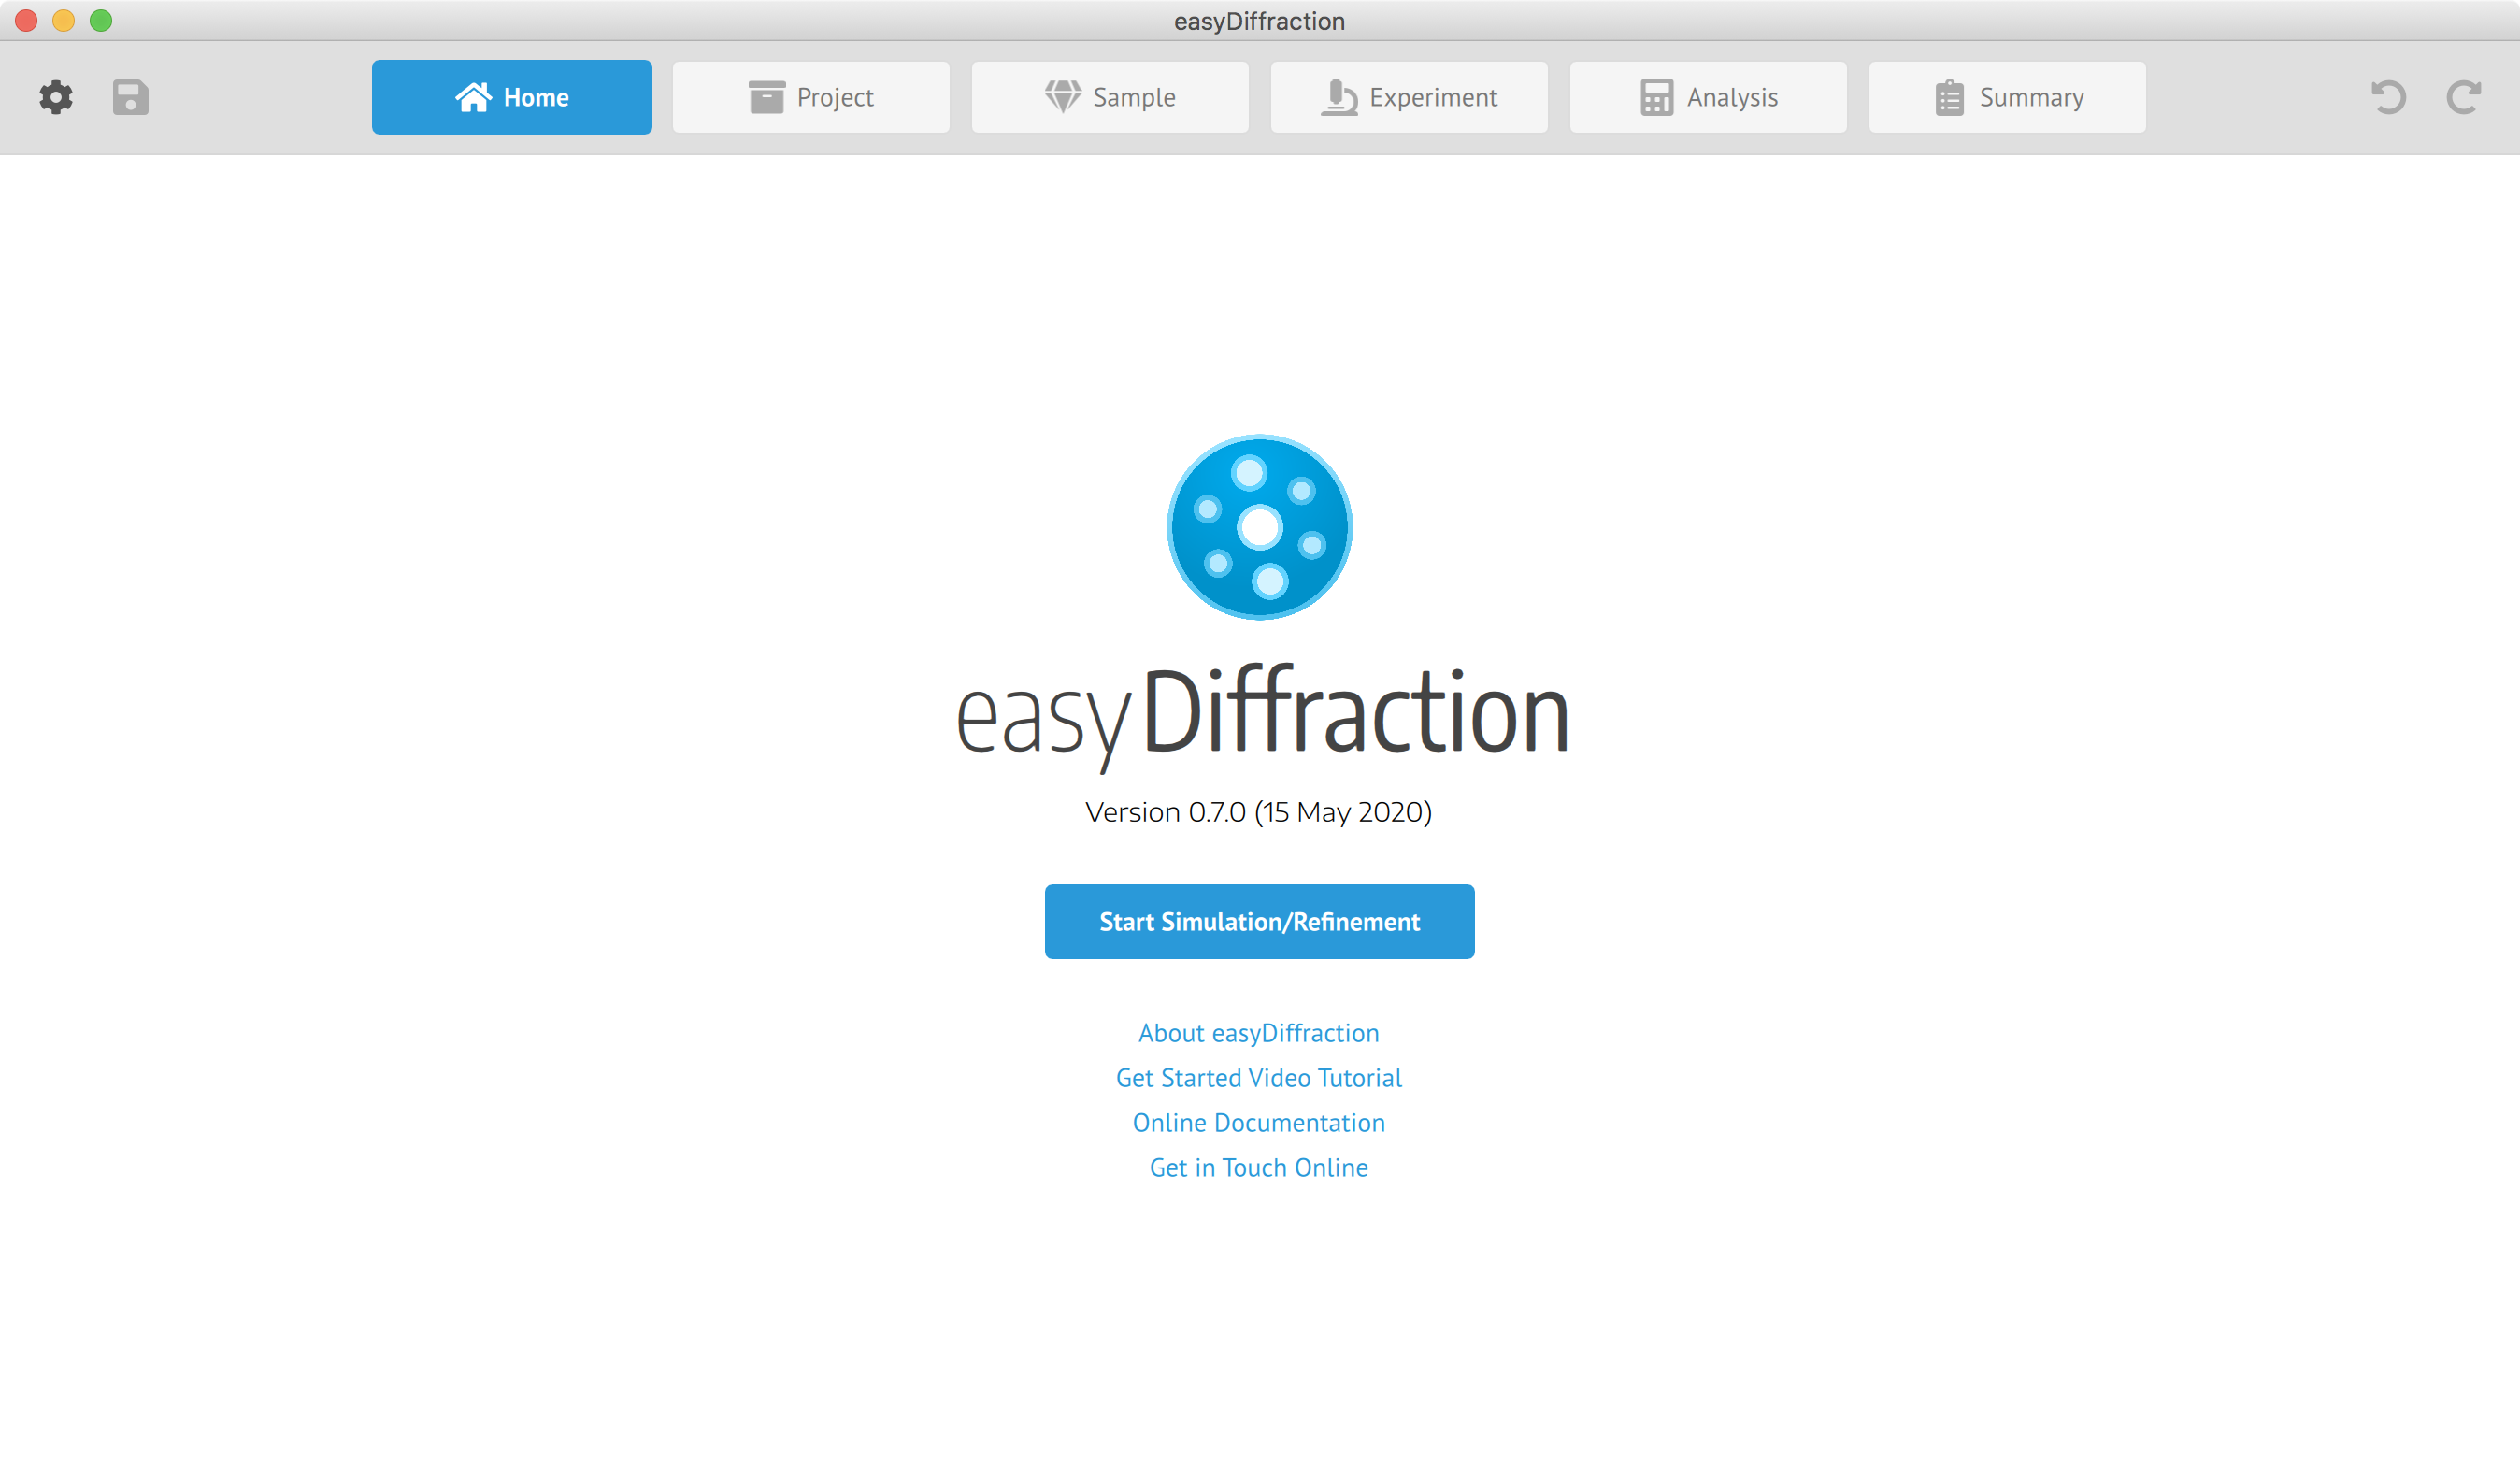 easyDiffraction
Home Project Sample Experiment Analysis Summary
easyDiffraction
Version 0.7.0 (15 May 2020)
Start Simulation/Refinement
About easyDiffraction
Get Started Video Tutorial
Online Documentation
Get in Touch Online